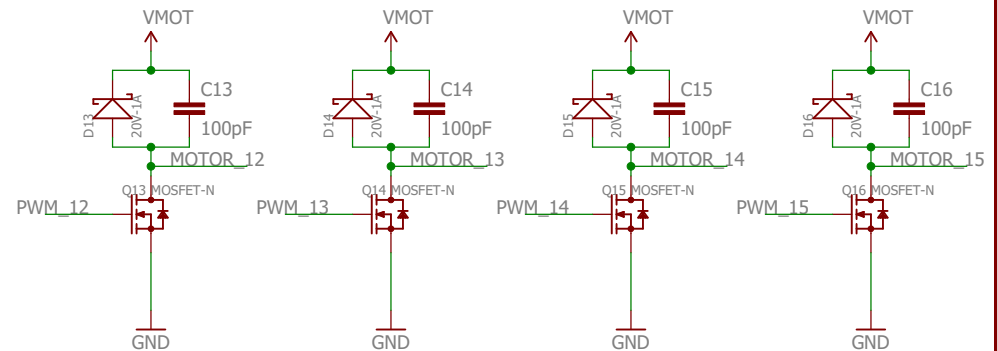 VMOT VMOT VMOT VMOT
C13 C14 C15 C16
D13 20V-1A D14 20V-1A D15 20V-1A D16 20V-1A
100pF 100pF 100pF 100pF
MOTOR_12 MOTOR_13 MOTOR_14 MOTOR_15
Q13 MOSFET-N Q14 MOSFET-N Q15 MOSFET-N Q16 MOSFET-N
PWM_12 PWM_13 PWM_14 PWM_15
GND GND GND GND